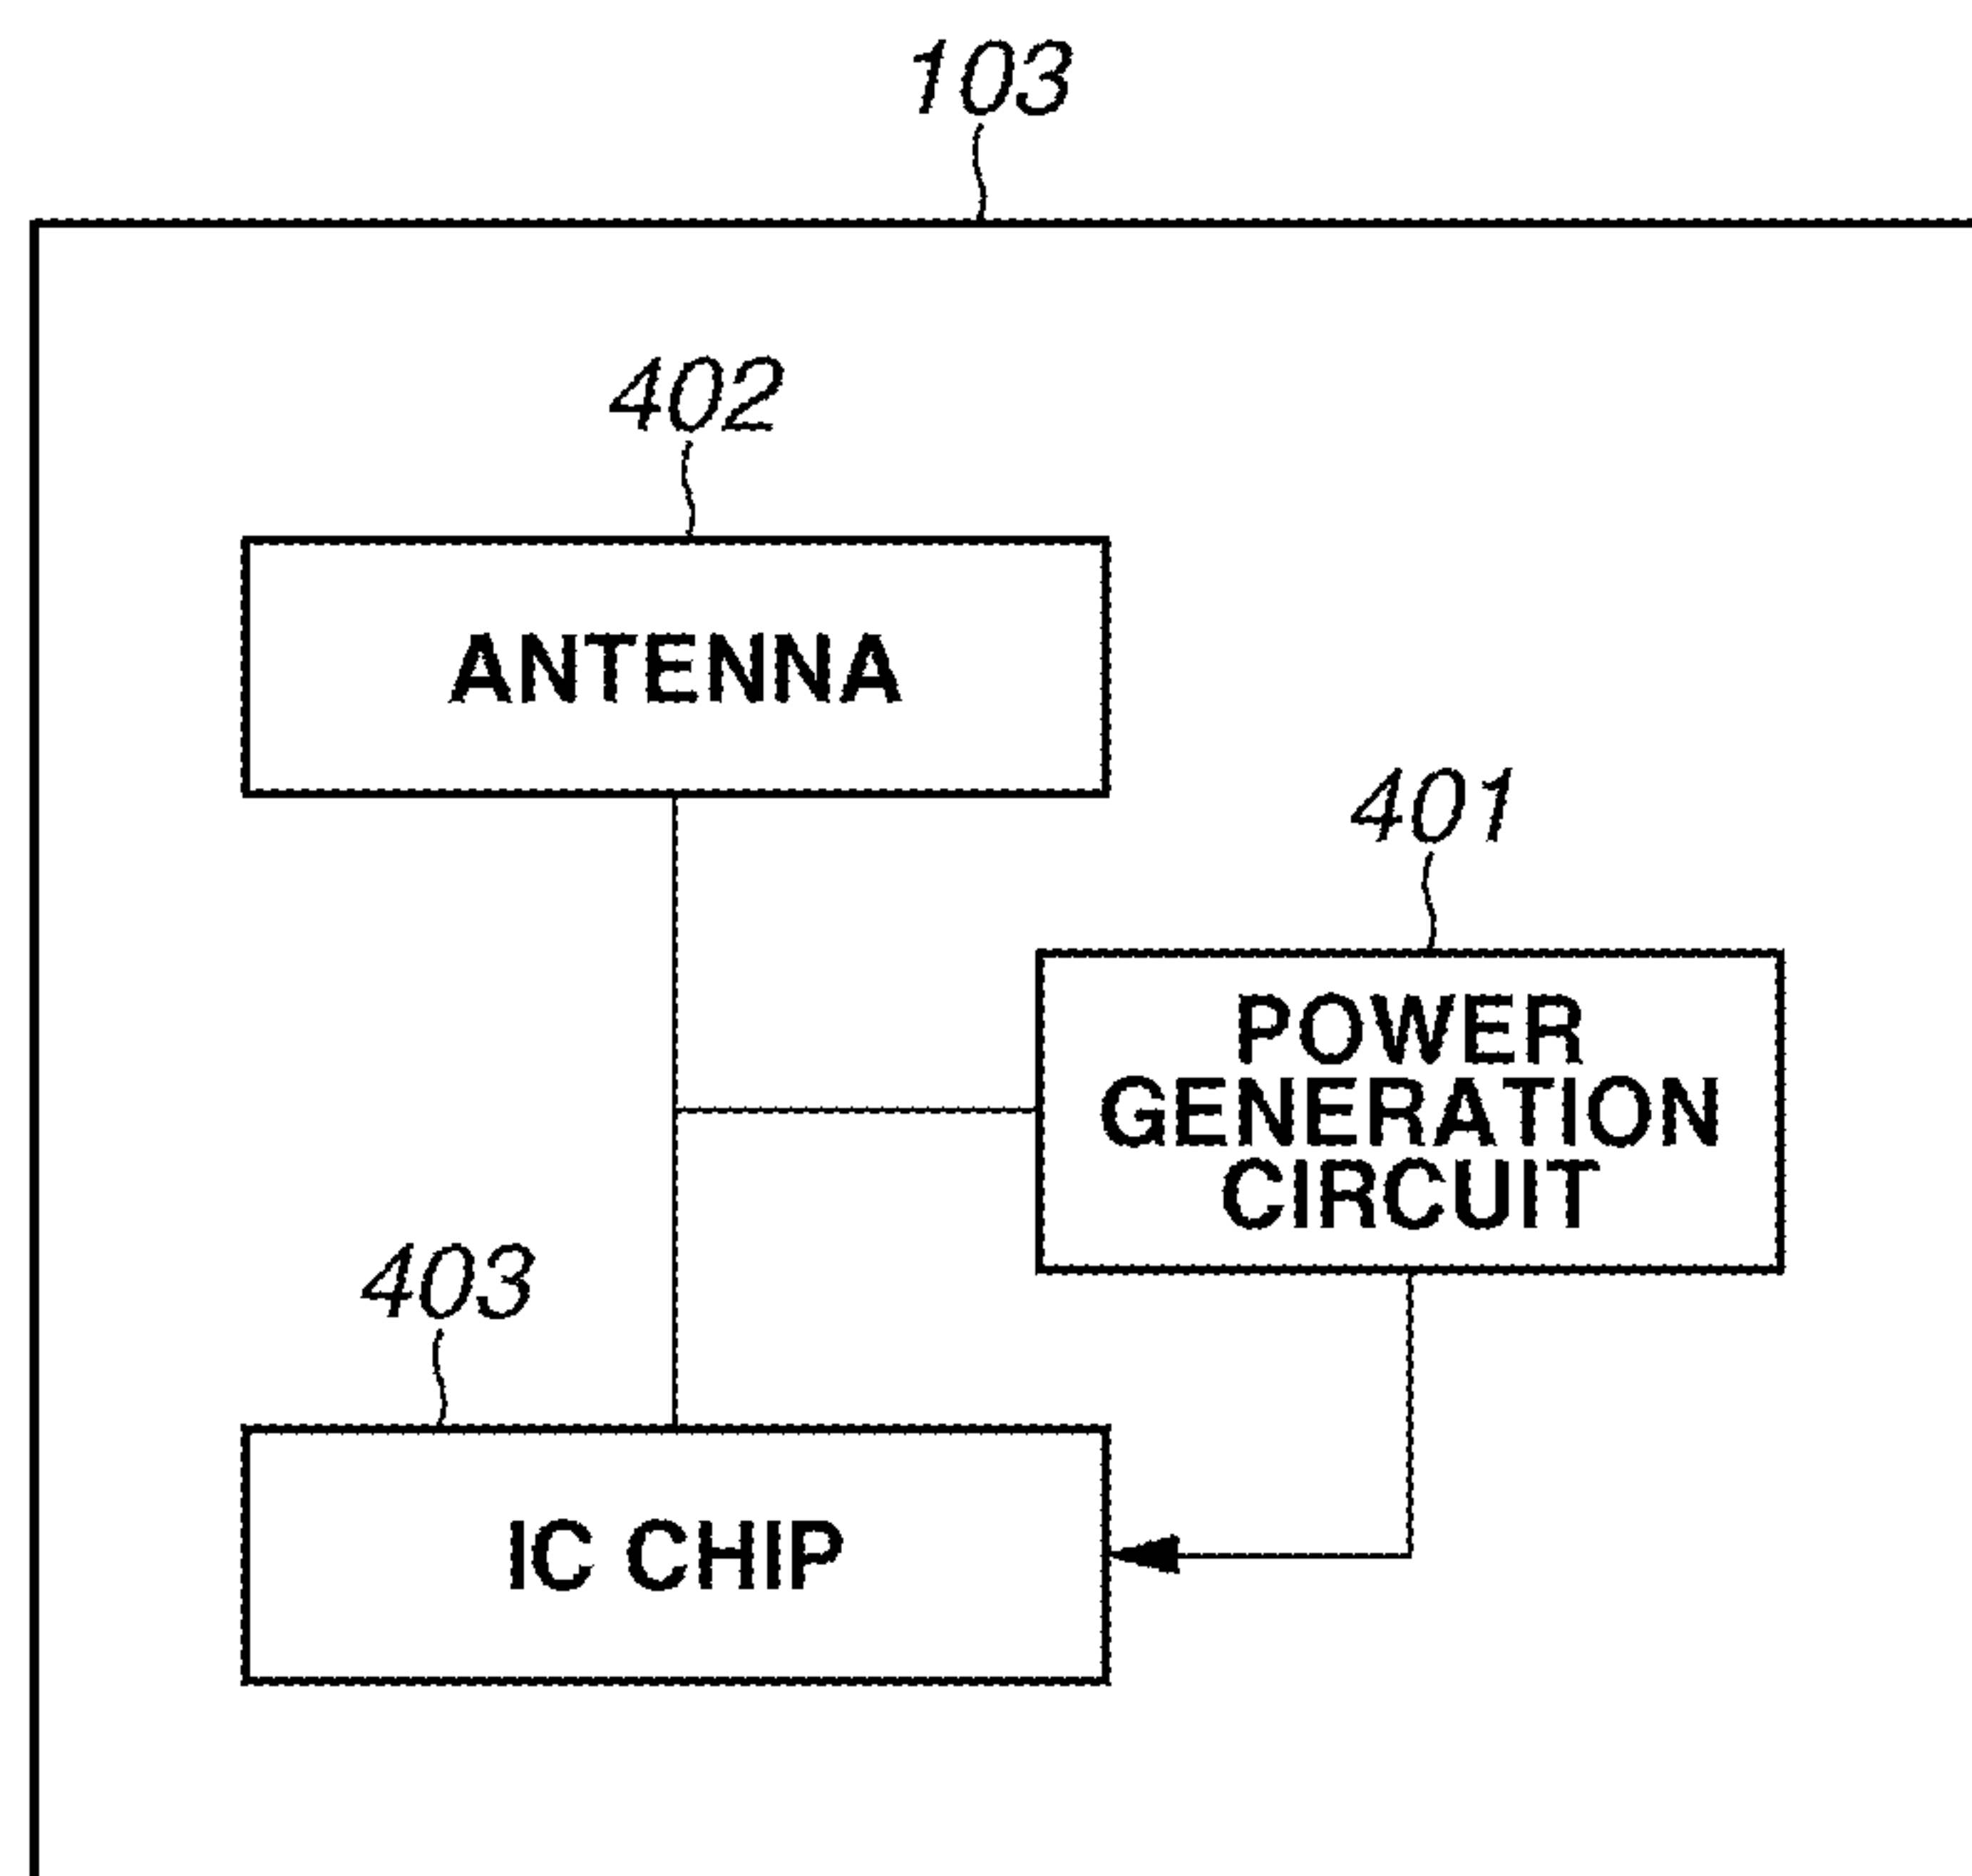 103
402
ANTENNA
401
POWER
GENERATION
CIRCUIT
403
IC CHIP